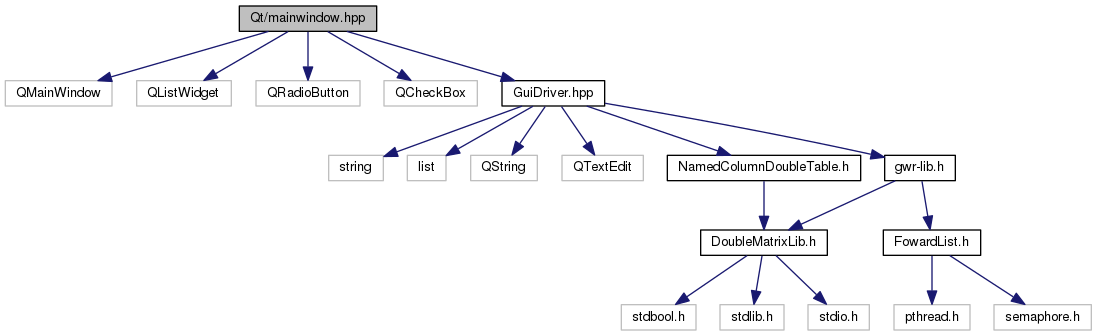 Qt/mainwindow.hpp
QMainWindow
QListWidget
QRadioButton
QCheckBox
GuiDriver.hpp
string
list
QString
QTextEdit
NamedColumnDoubleTable.h
gwr-lib.h
DoubleMatrixLib.h
FowardList.h
stdbool.h
stdlib.h
stdio.h
pthread.h
semaphore.h